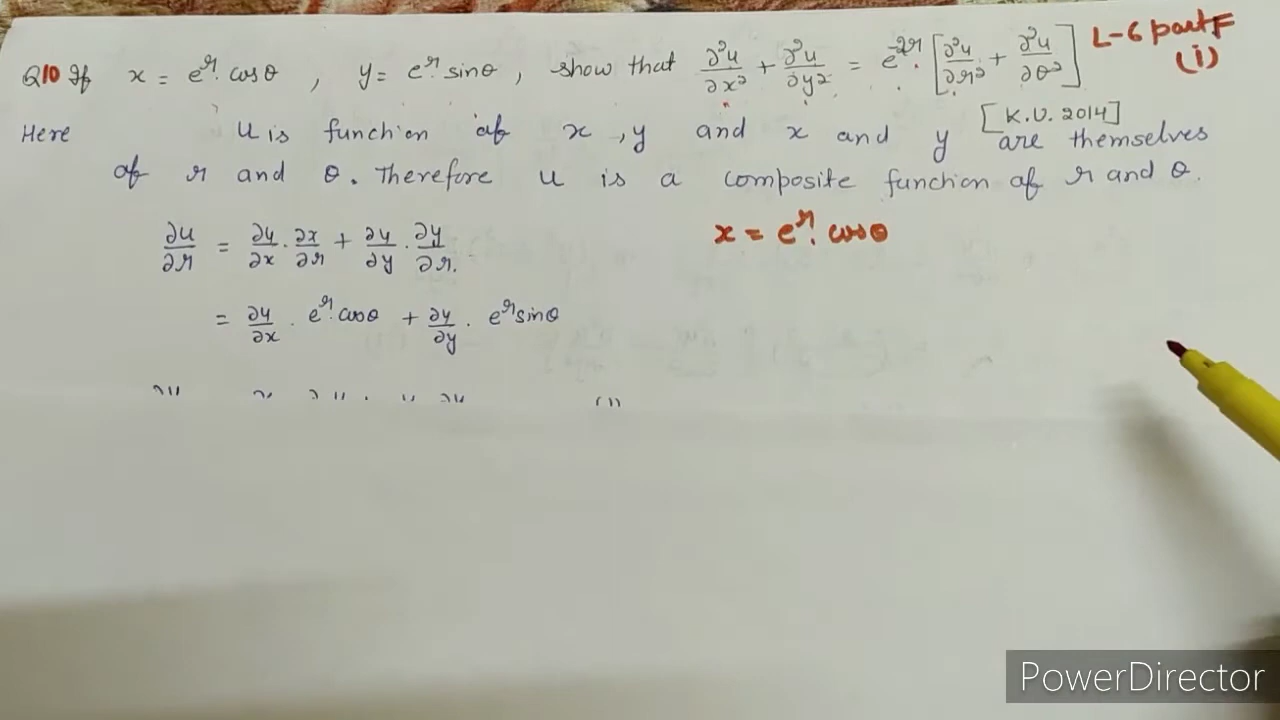 Q10 If x = e^r. cosθ , y = e^r sinθ , show that ∂²u/∂x² + ∂²u/∂y² = e^-2r. [∂²u/∂r² + ∂²u/∂θ²] L-6 part F
(i)
[K.U. 2014]
Here u is function of x, y and x and y are themselves
of r and θ. Therefore u is a composite function of r and θ.
∂u/∂r = ∂u/∂x . ∂x/∂r + ∂u/∂y . ∂y/∂r. x = e^r. cosθ
= ∂u/∂x . e^r. cosθ + ∂u/∂y . e^r sinθ
PowerDirector